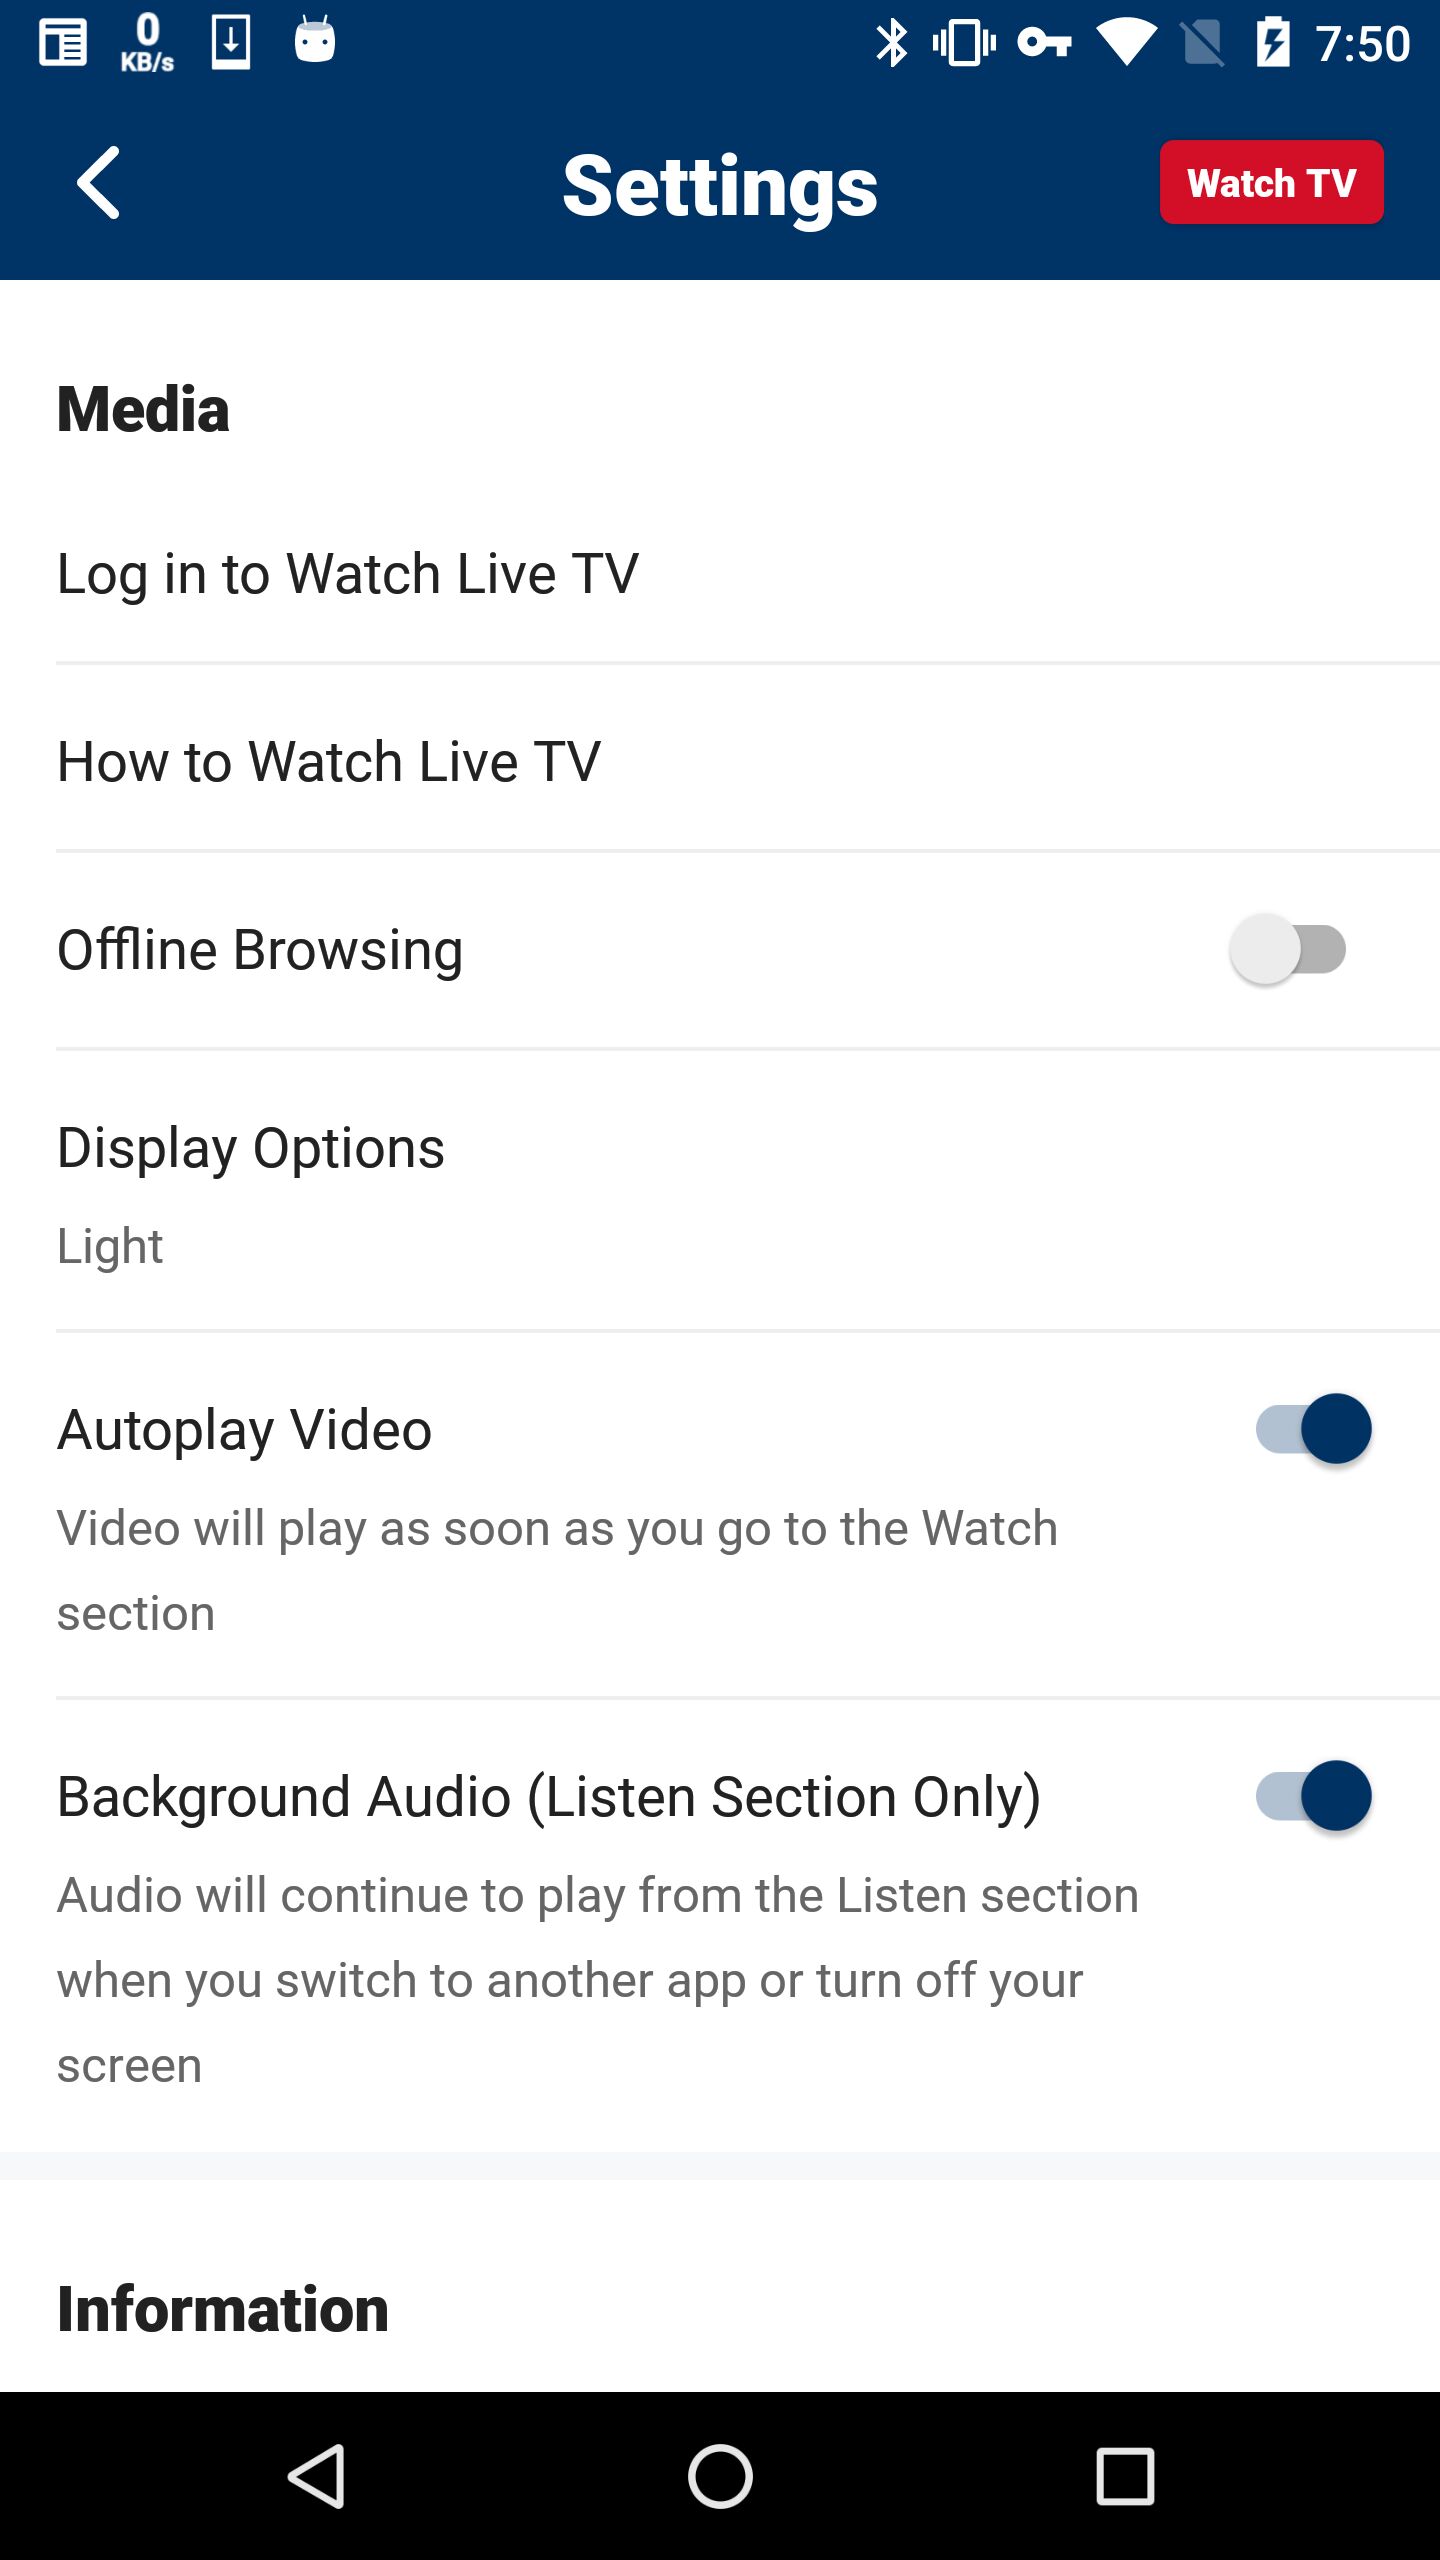 0
KB/s
7:50
Settings
Watch TV
Media
Log in to Watch Live TV
How to Watch Live TV
Offline Browsing
Display Options
Light
Autoplay Video
Video will play as soon as you go to the Watch
section
Background Audio (Listen Section Only)
Audio will continue to play from the Listen section
when you switch to another app or turn off your
screen
Information